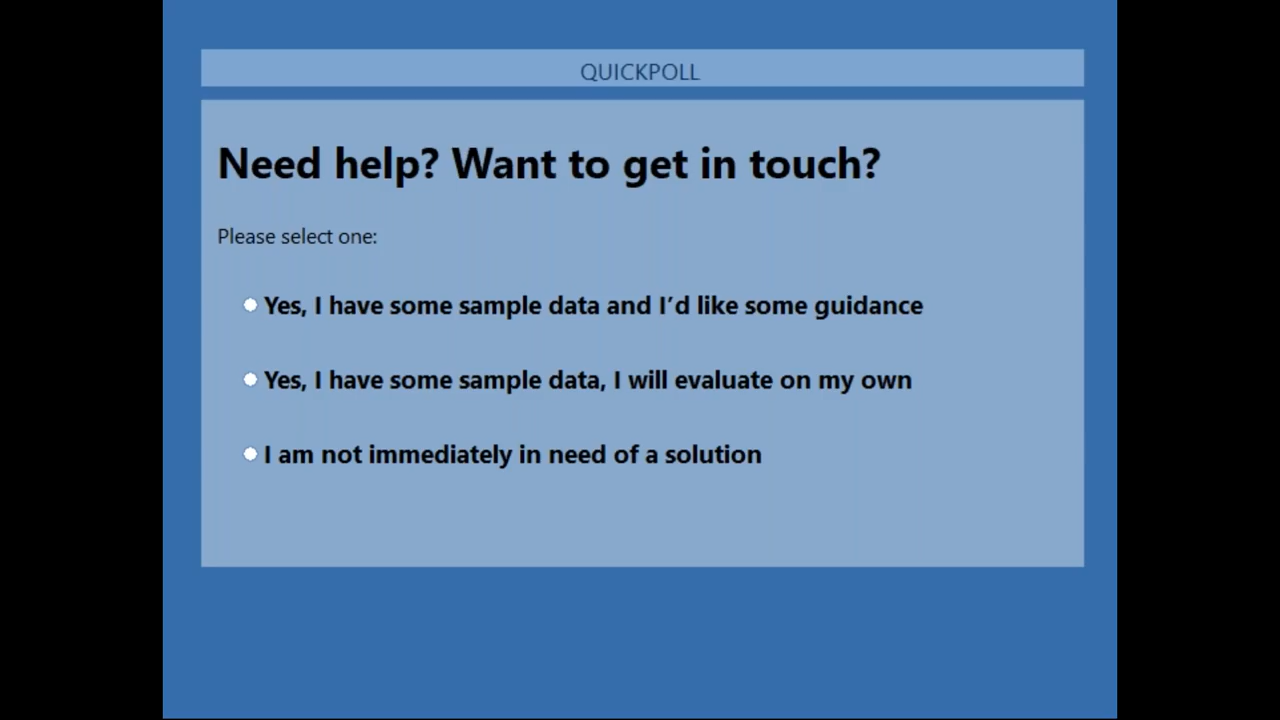 QUICKPOLL
Need help? Want to get in touch?
Please select one:
Yes, I have some sample data and I’d like some guidance
Yes, I have some sample data, I will evaluate on my own
I am not immediately in need of a solution